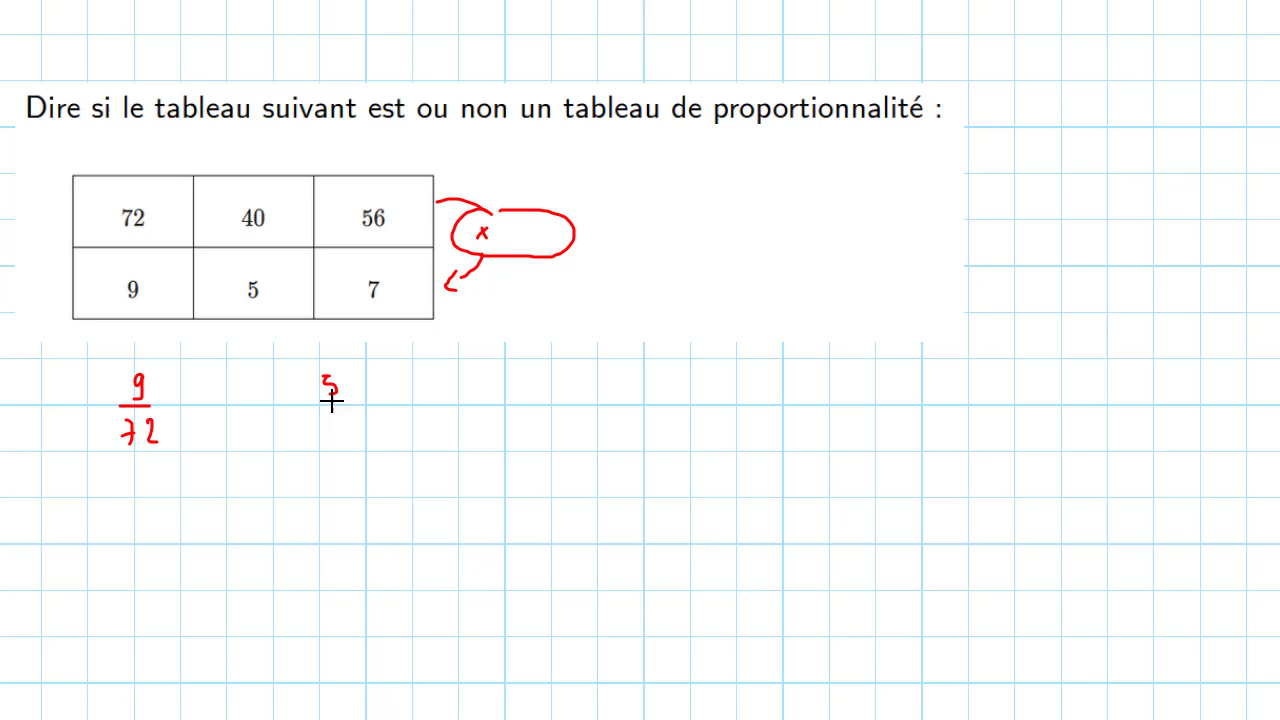 Dire si le tableau suivant est ou non un tableau de proportionnalité :
72 40 56
×
9 5 7
9 5
72